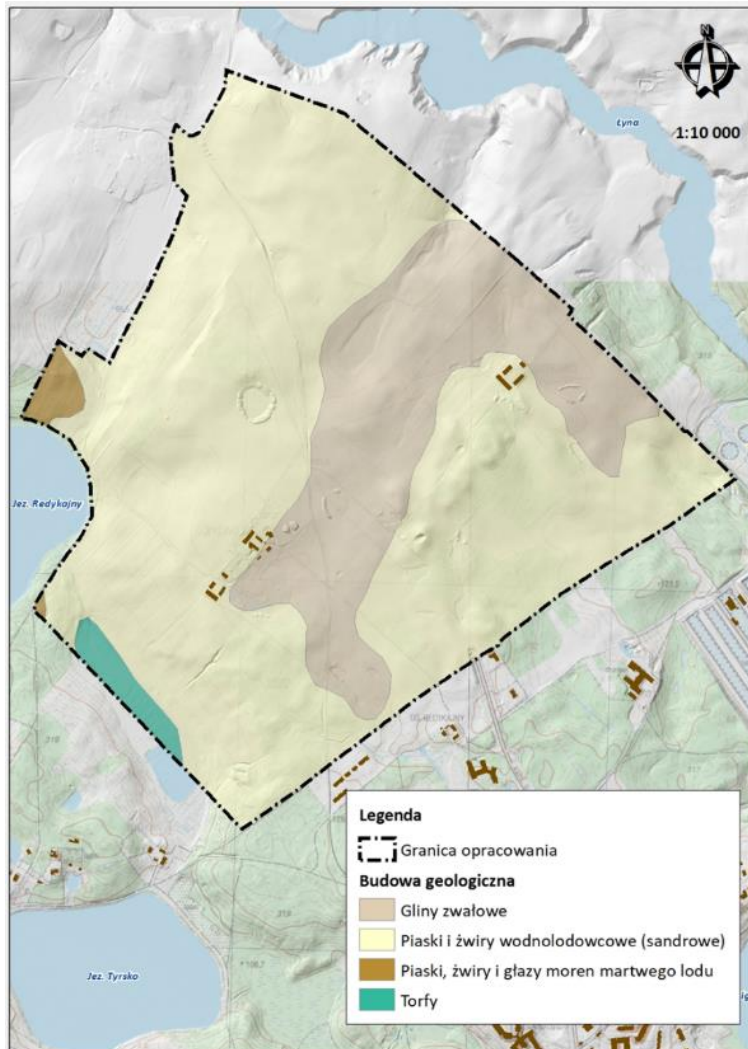 N
1:10 000
Łyna
Jez. Redykajny
Jez. Tyrsko
Legenda
Granica opracowania
Budowa geologiczna
Gliny zwałowe
Piaski i żwiry wodnolodowcowe (sandrowe)
Piaski, żwiry i głazy moren martwego lodu
Torfy